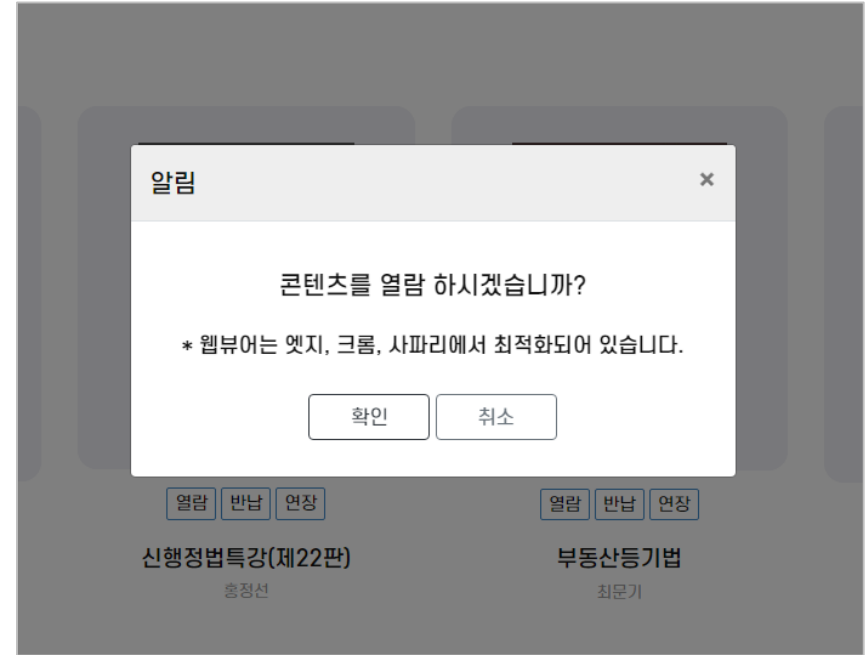 알림 ×
콘텐츠를 열람 하시겠습니까?
* 웹뷰어는 엣지, 크롬, 사파리에서 최적화되어 있습니다.
확인 취소
열람 반납 연장 열람 반납 연장
신행정법특강(제22판) 부동산등기법
홍정선 최문기